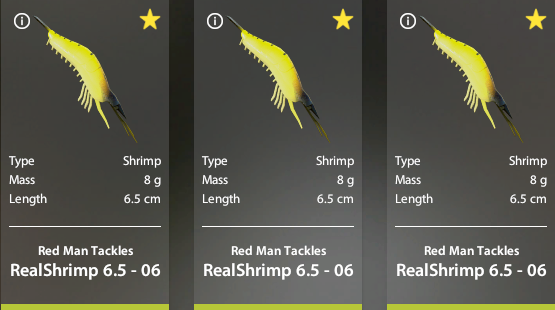 Type Shrimp
Mass 8 g
Length 6.5 cm
Red Man Tackles
RealShrimp 6.5 - 06
Type Shrimp
Mass 8 g
Length 6.5 cm
Red Man Tackles
RealShrimp 6.5 - 06
Type Shrimp
Mass 8 g
Length 6.5 cm
Red Man Tackles
RealShrimp 6.5 - 06